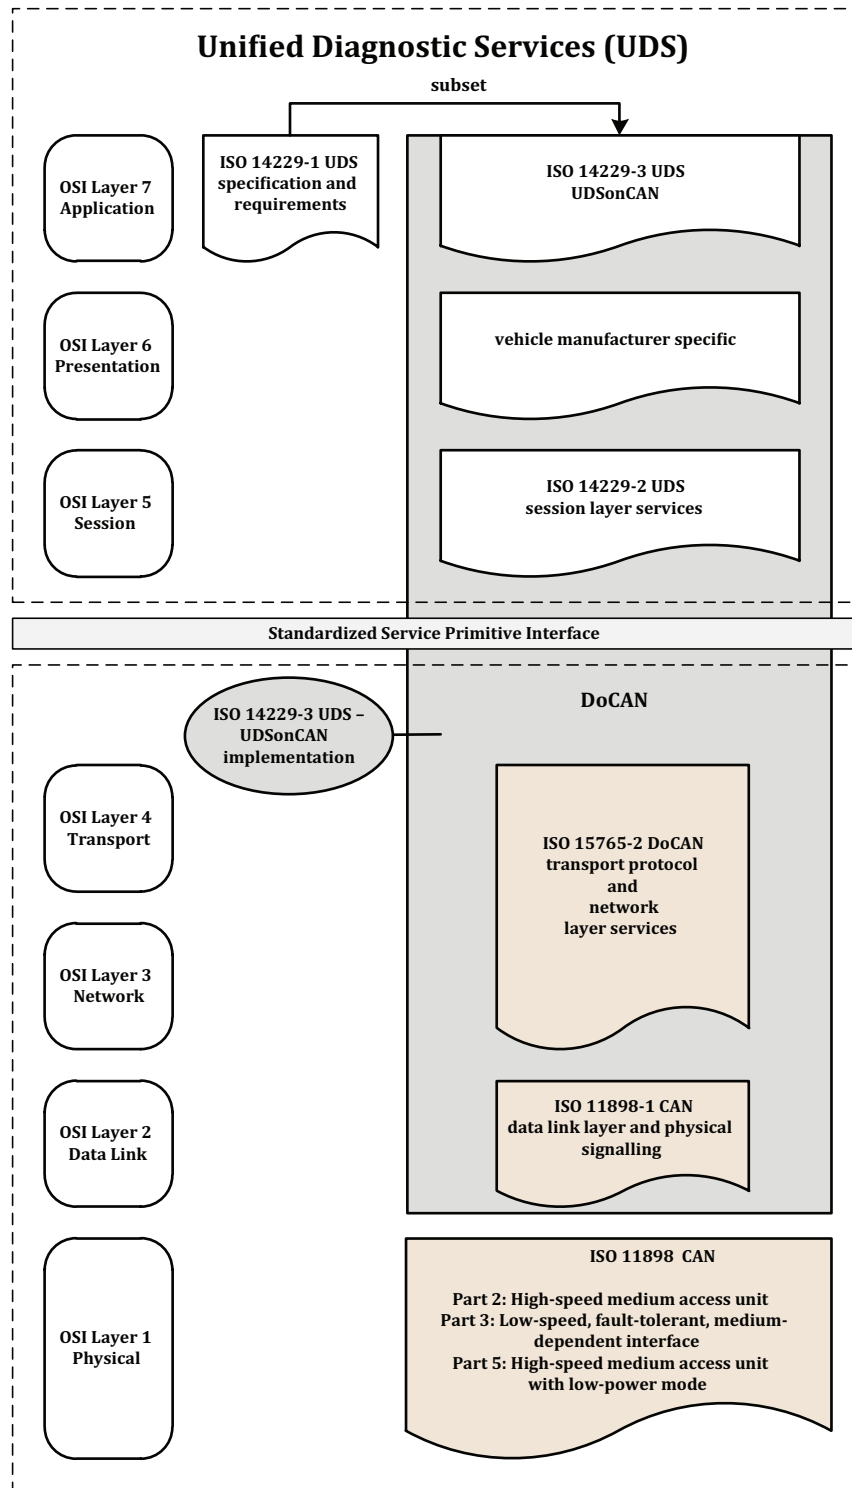 Unified Diagnostic Services (UDS)
subset
OSI Layer 7
Application
ISO 14229-1 UDS
specification and
requirements
ISO 14229-3 UDS
UDSonCAN
OSI Layer 6
Presentation
vehicle manufacturer specific
OSI Layer 5
Session
ISO 14229-2 UDS
session layer services
Standardized Service Primitive Interface
ISO 14229-3 UDS –
UDSonCAN
implementation
DoCAN
OSI Layer 4
Transport
ISO 15765-2 DoCAN
transport protocol
and
network
layer services
OSI Layer 3
Network
OSI Layer 2
Data Link
ISO 11898-1 CAN
data link layer and physical
signalling
OSI Layer 1
Physical
ISO 11898 CAN
Part 2: High-speed medium access unit
Part 3: Low-speed, fault-tolerant, medium-
dependent interface
Part 5: High-speed medium access unit
with low-power mode